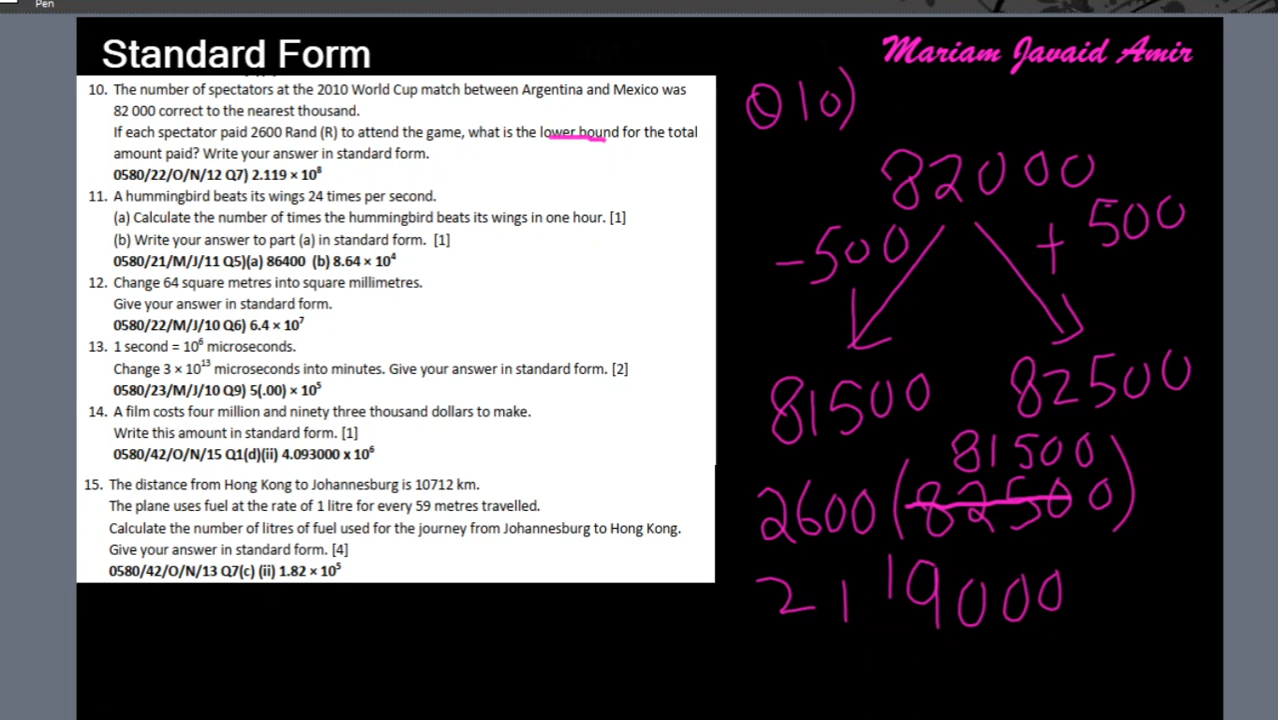 Pen
Standard Form
Mariam Javaid Amir
10. The number of spectators at the 2010 World Cup match between Argentina and Mexico was
82 000 correct to the nearest thousand.
If each spectator paid 2600 Rand (R) to attend the game, what is the lower bound for the total
amount paid? Write your answer in standard form.
0580/22/O/N/12 Q7) 2.119 × 10⁸
11. A hummingbird beats its wings 24 times per second.
(a) Calculate the number of times the hummingbird beats its wings in one hour. [1]
(b) Write your answer to part (a) in standard form. [1]
0580/21/M/J/11 Q5)(a) 86400 (b) 8.64 × 10⁴
12. Change 64 square metres into square millimetres.
Give your answer in standard form.
0580/22/M/J/10 Q6) 6.4 × 10⁷
13. 1 second = 10⁶ microseconds.
Change 3 × 10¹³ microseconds into minutes. Give your answer in standard form. [2]
0580/23/M/J/10 Q9) 5(.00) × 10⁵
14. A film costs four million and ninety three thousand dollars to make.
Write this amount in standard form. [1]
0580/42/O/N/15 Q1(d)(ii) 4.093000 x 10⁶
15. The distance from Hong Kong to Johannesburg is 10712 km.
The plane uses fuel at the rate of 1 litre for every 59 metres travelled.
Calculate the number of litres of fuel used for the journey from Johannesburg to Hong Kong.
Give your answer in standard form. [4]
0580/42/O/N/13 Q7(c) (ii) 1.82 × 10⁵
Q10)
82000
-500 +500
81500 82500
81500
2600(82500)
2119000